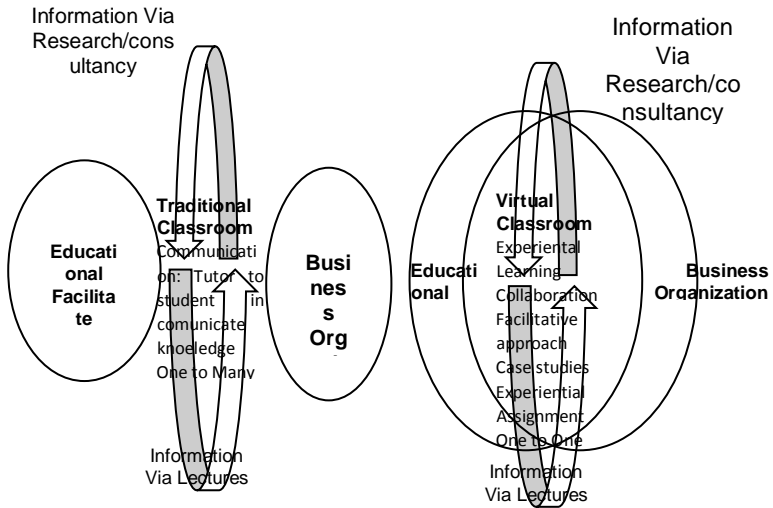 Information Via
Research/cons
ultancy
Educati
onal
Facilita
te
Traditional
Classroom
Communicati
on: Tutor to
student in
comunicate
knoeledge
One to Many
Busi
nes
s
Org
Information
Via Lectures
Information
Via
Research/co
nsultancy
Educati
onal
Virtual
Classroom
Experiental
Learning
Collaboration
Facilitative
approach
Case studies
Experiential
Assignment
One to One
Business
Organization
Information
Via Lectures